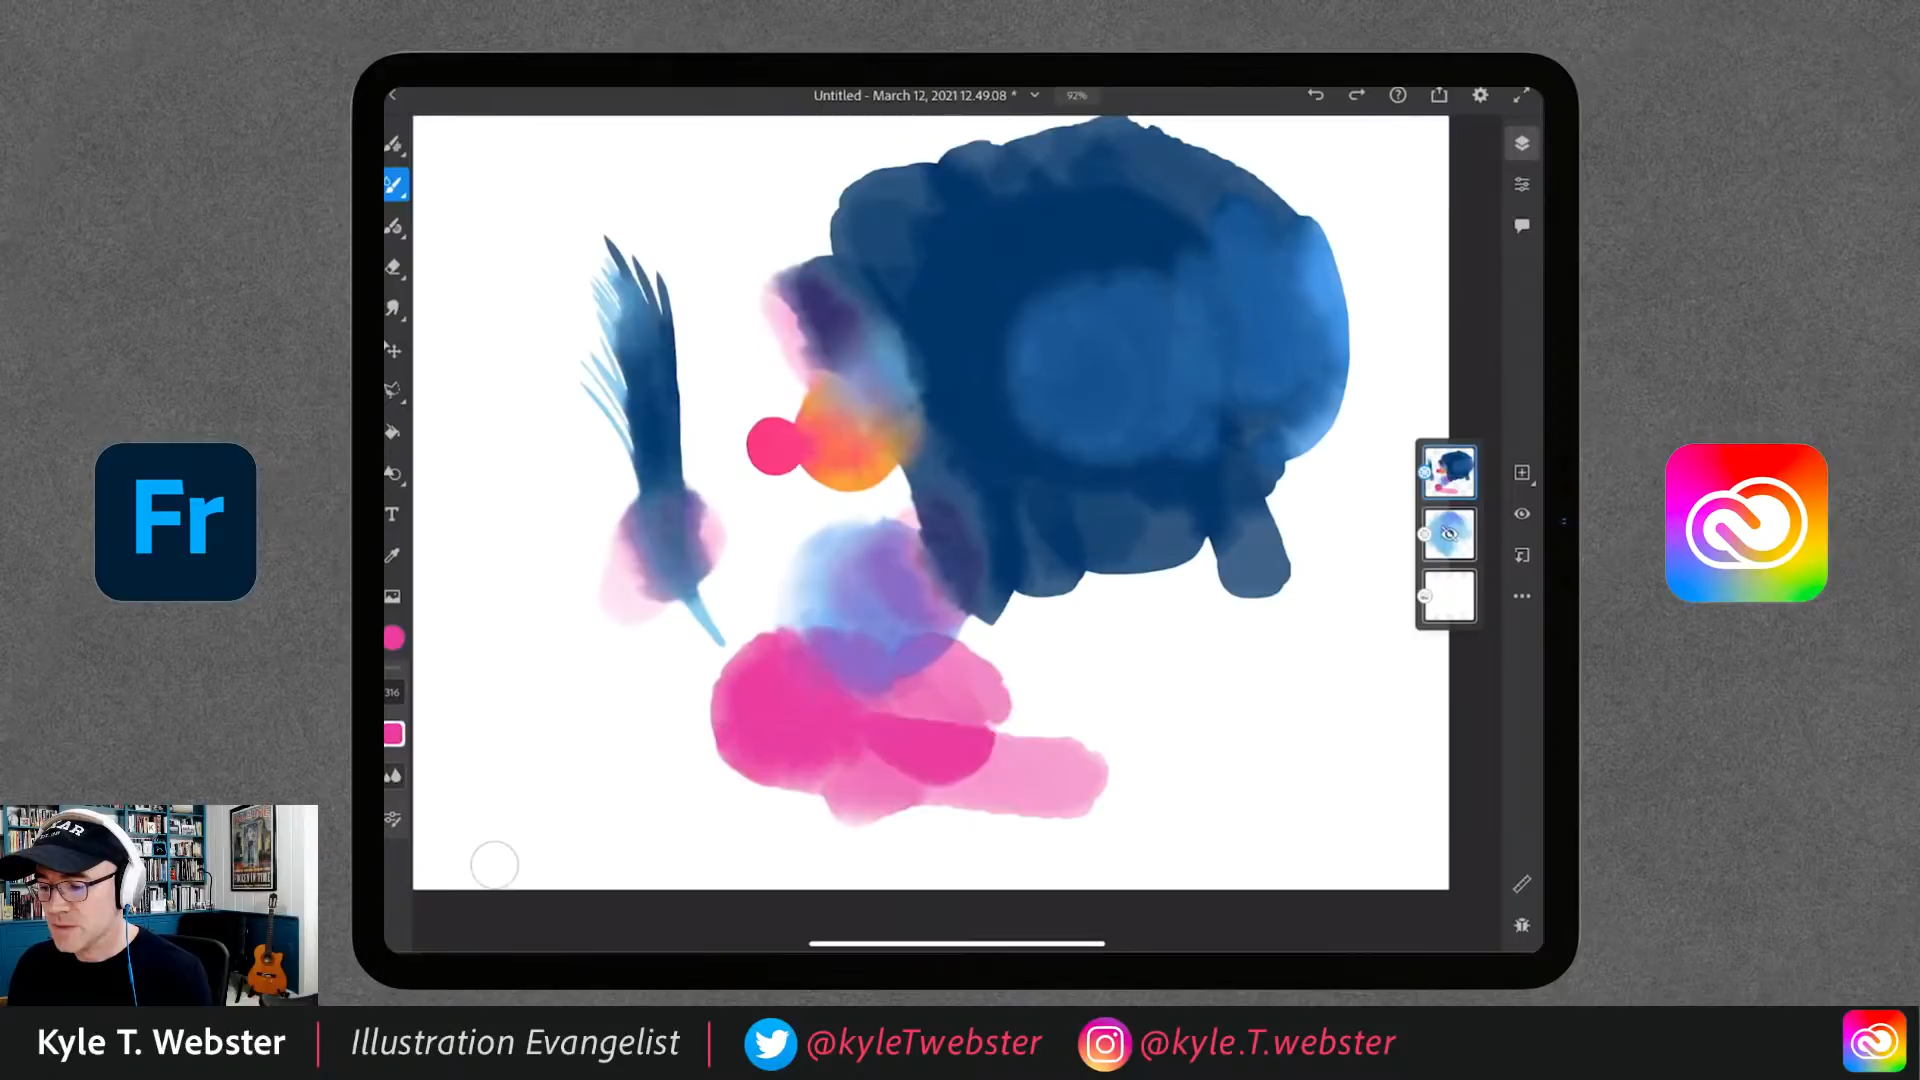 Untitled - March 12, 2021 12.49.08 *
92%
T
316
Fr
Kyle T. Webster
Illustration Evangelist
@kyleTwebster
@kyle.T.webster